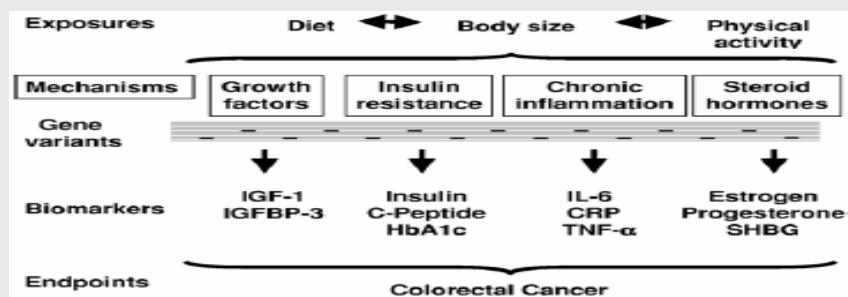 Exposures Diet Body size Physical activity
Mechanisms Growth factors Insulin resistance Chronic inflammation Steroid hormones
Gene variants
Biomarkers
IGF-1
IGFBP-3
Insulin
C-Peptide
HbA1c
IL-6
CRP
TNF-α
Estrogen
Progesterone
SHBG
Endpoints Colorectal Cancer